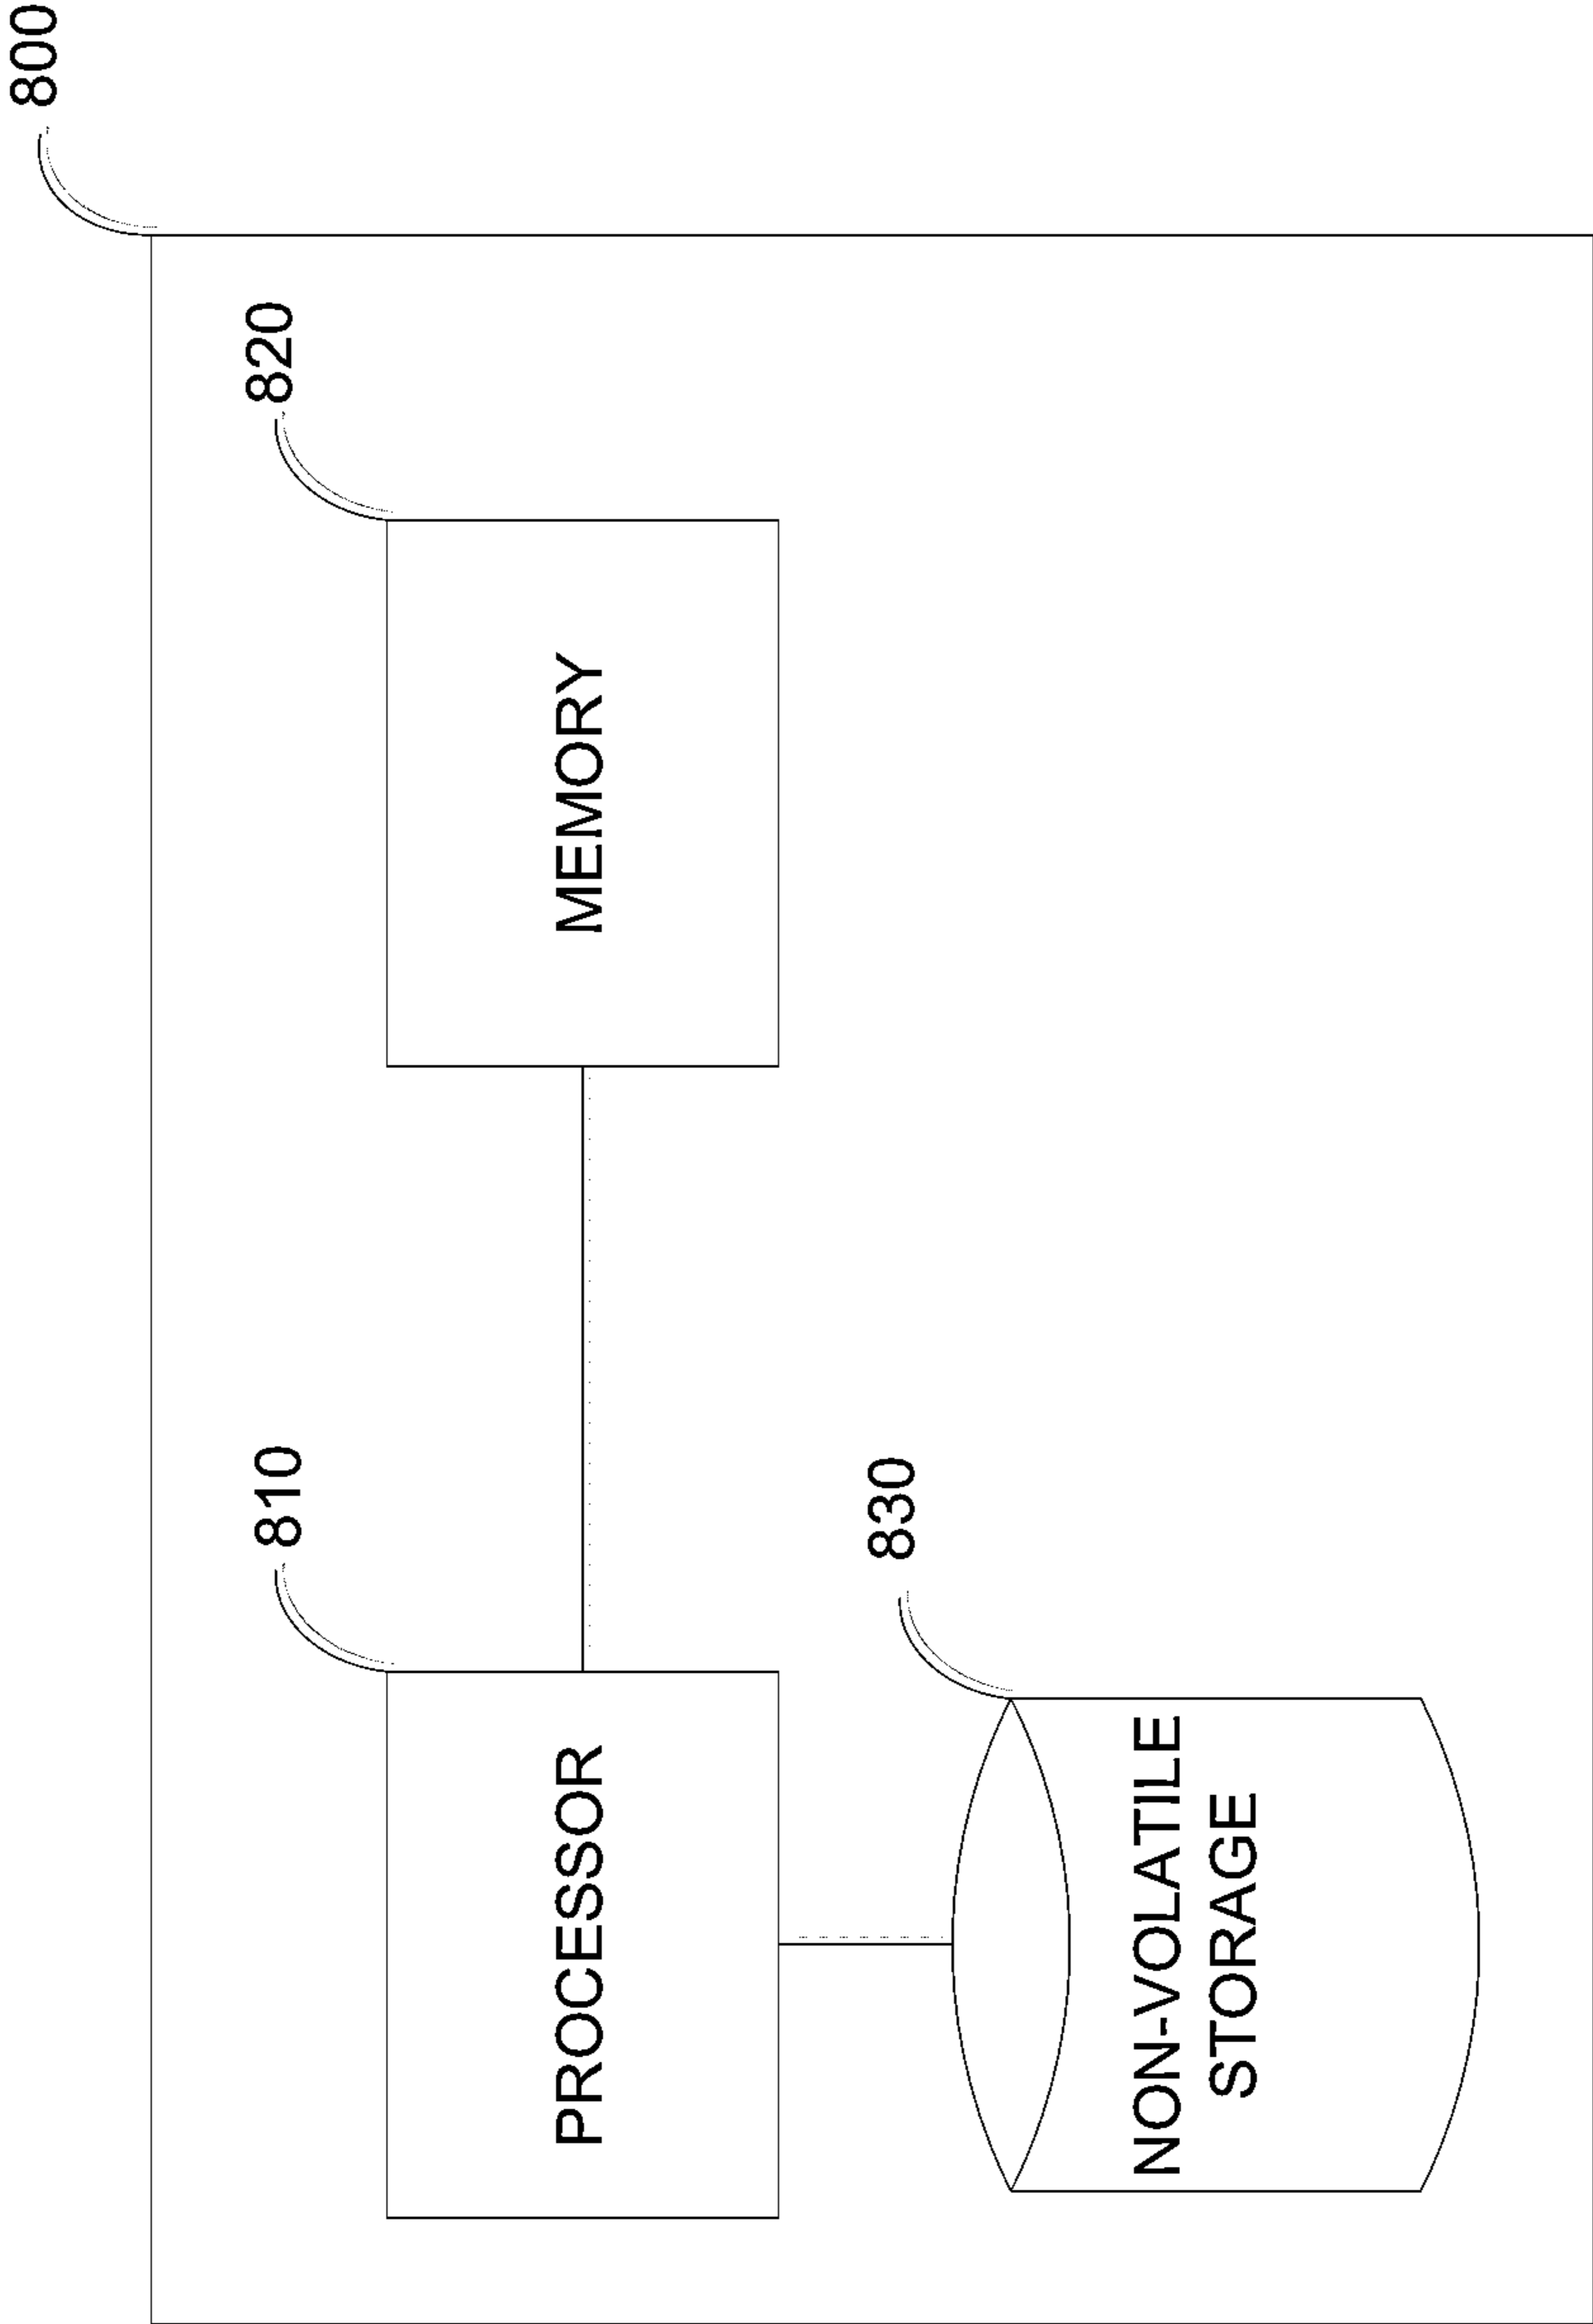 800
810
820
PROCESSOR
MEMORY
830
NON-VOLATILE
STORAGE